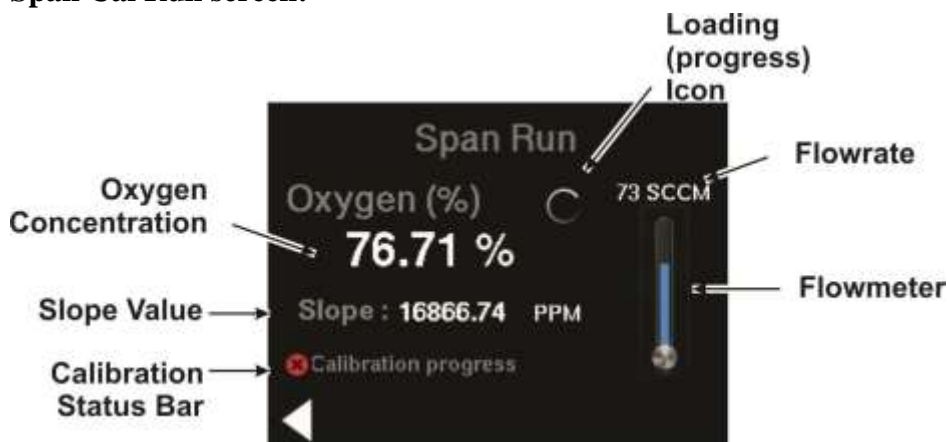 Span Cal Run screen:
Loading
(progress)
Icon
Span Run
Flowrate
Oxygen
Concentration
Oxygen (%)
73 SCCM
76.71 %
Flowmeter
Slope Value
Slope : 16866.74 PPM
Calibration
Status Bar
Calibration progress